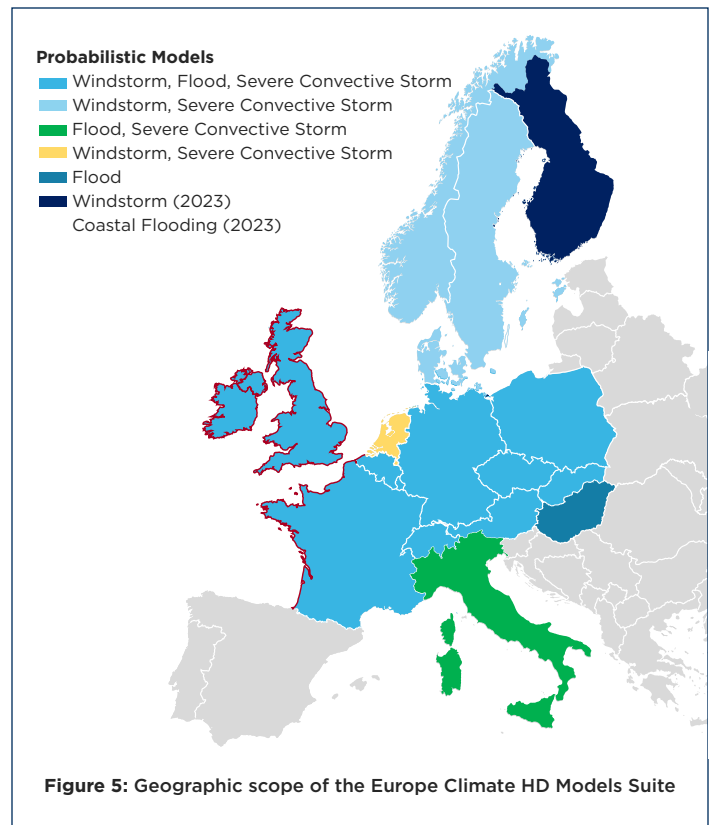 Probabilistic Models
Windstorm, Flood, Severe Convective Storm
Windstorm, Severe Convective Storm
Flood, Severe Convective Storm
Windstorm, Severe Convective Storm
Flood
Windstorm (2023)
Coastal Flooding (2023)
Figure 5: Geographic scope of the Europe Climate HD Models Suite